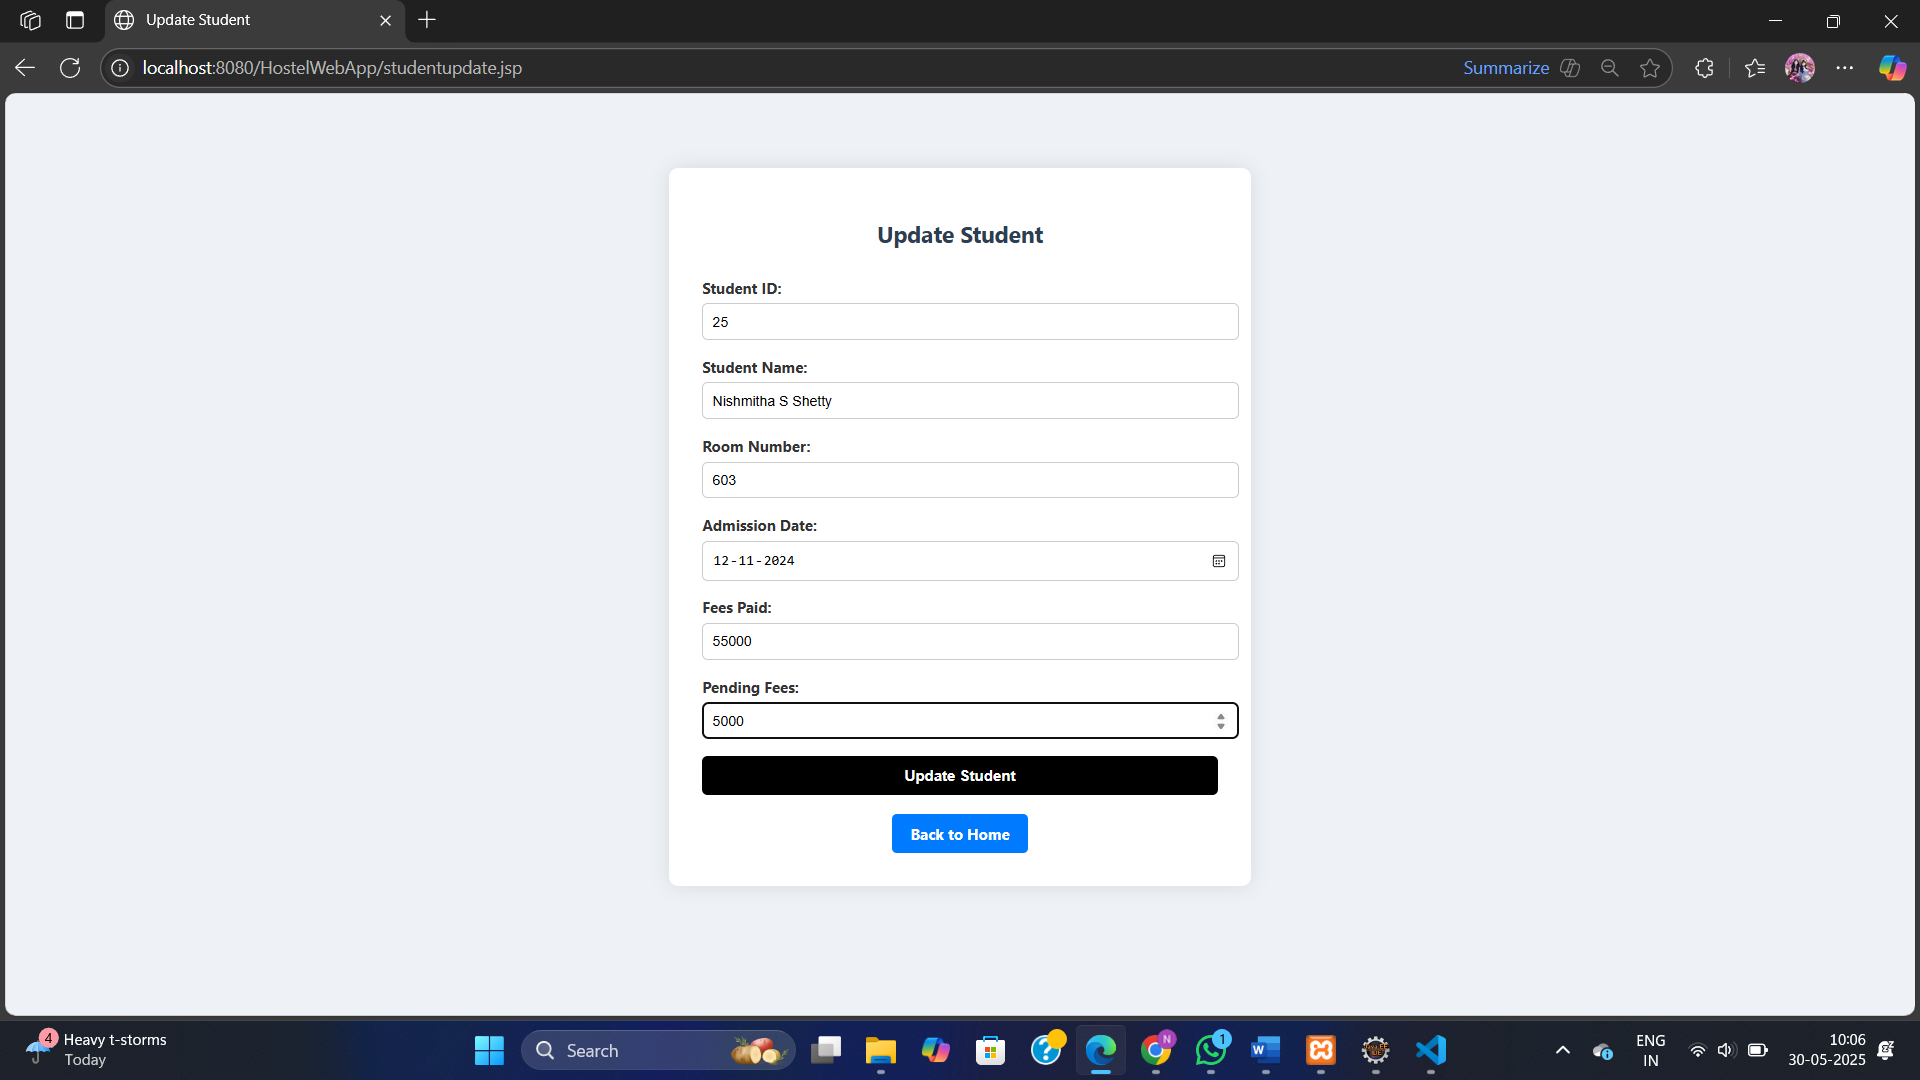 Update Student
localhost:8080/HostelWebApp/studentupdate.jsp
Summarize
Update Student
Student ID:
25
Student Name:
Nishmitha S Shetty
Room Number:
603
Admission Date:
12-11-2024
Fees Paid:
55000
Pending Fees:
5000
Update Student
Back to Home
4
Heavy t-storms
Today
Search
N
1
W
ENG
IN
10:06
30-05-2025